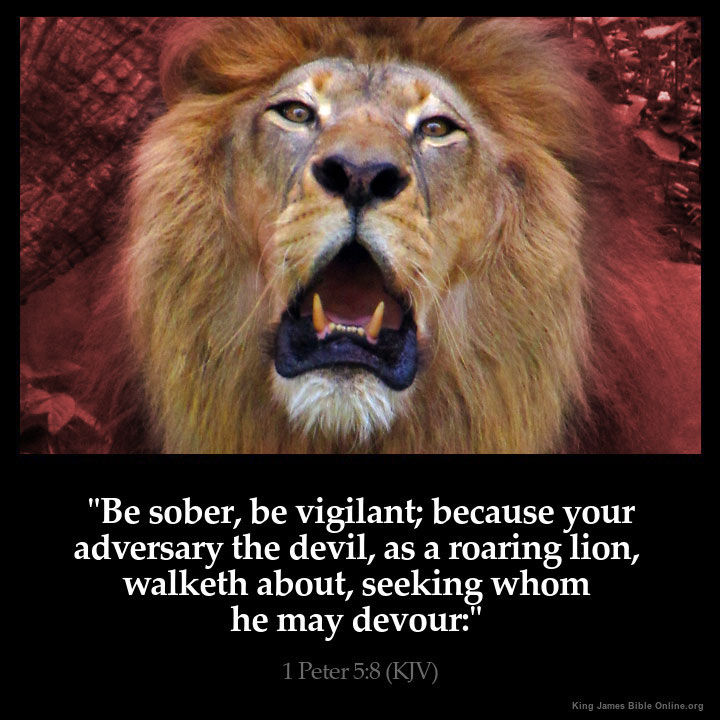 "Be sober, be vigilant; because your
adversary the devil, as a roaring lion,
walketh about, seeking whom
he may devour:"
1 Peter 5:8 (KJV)
King James Bible Online.org